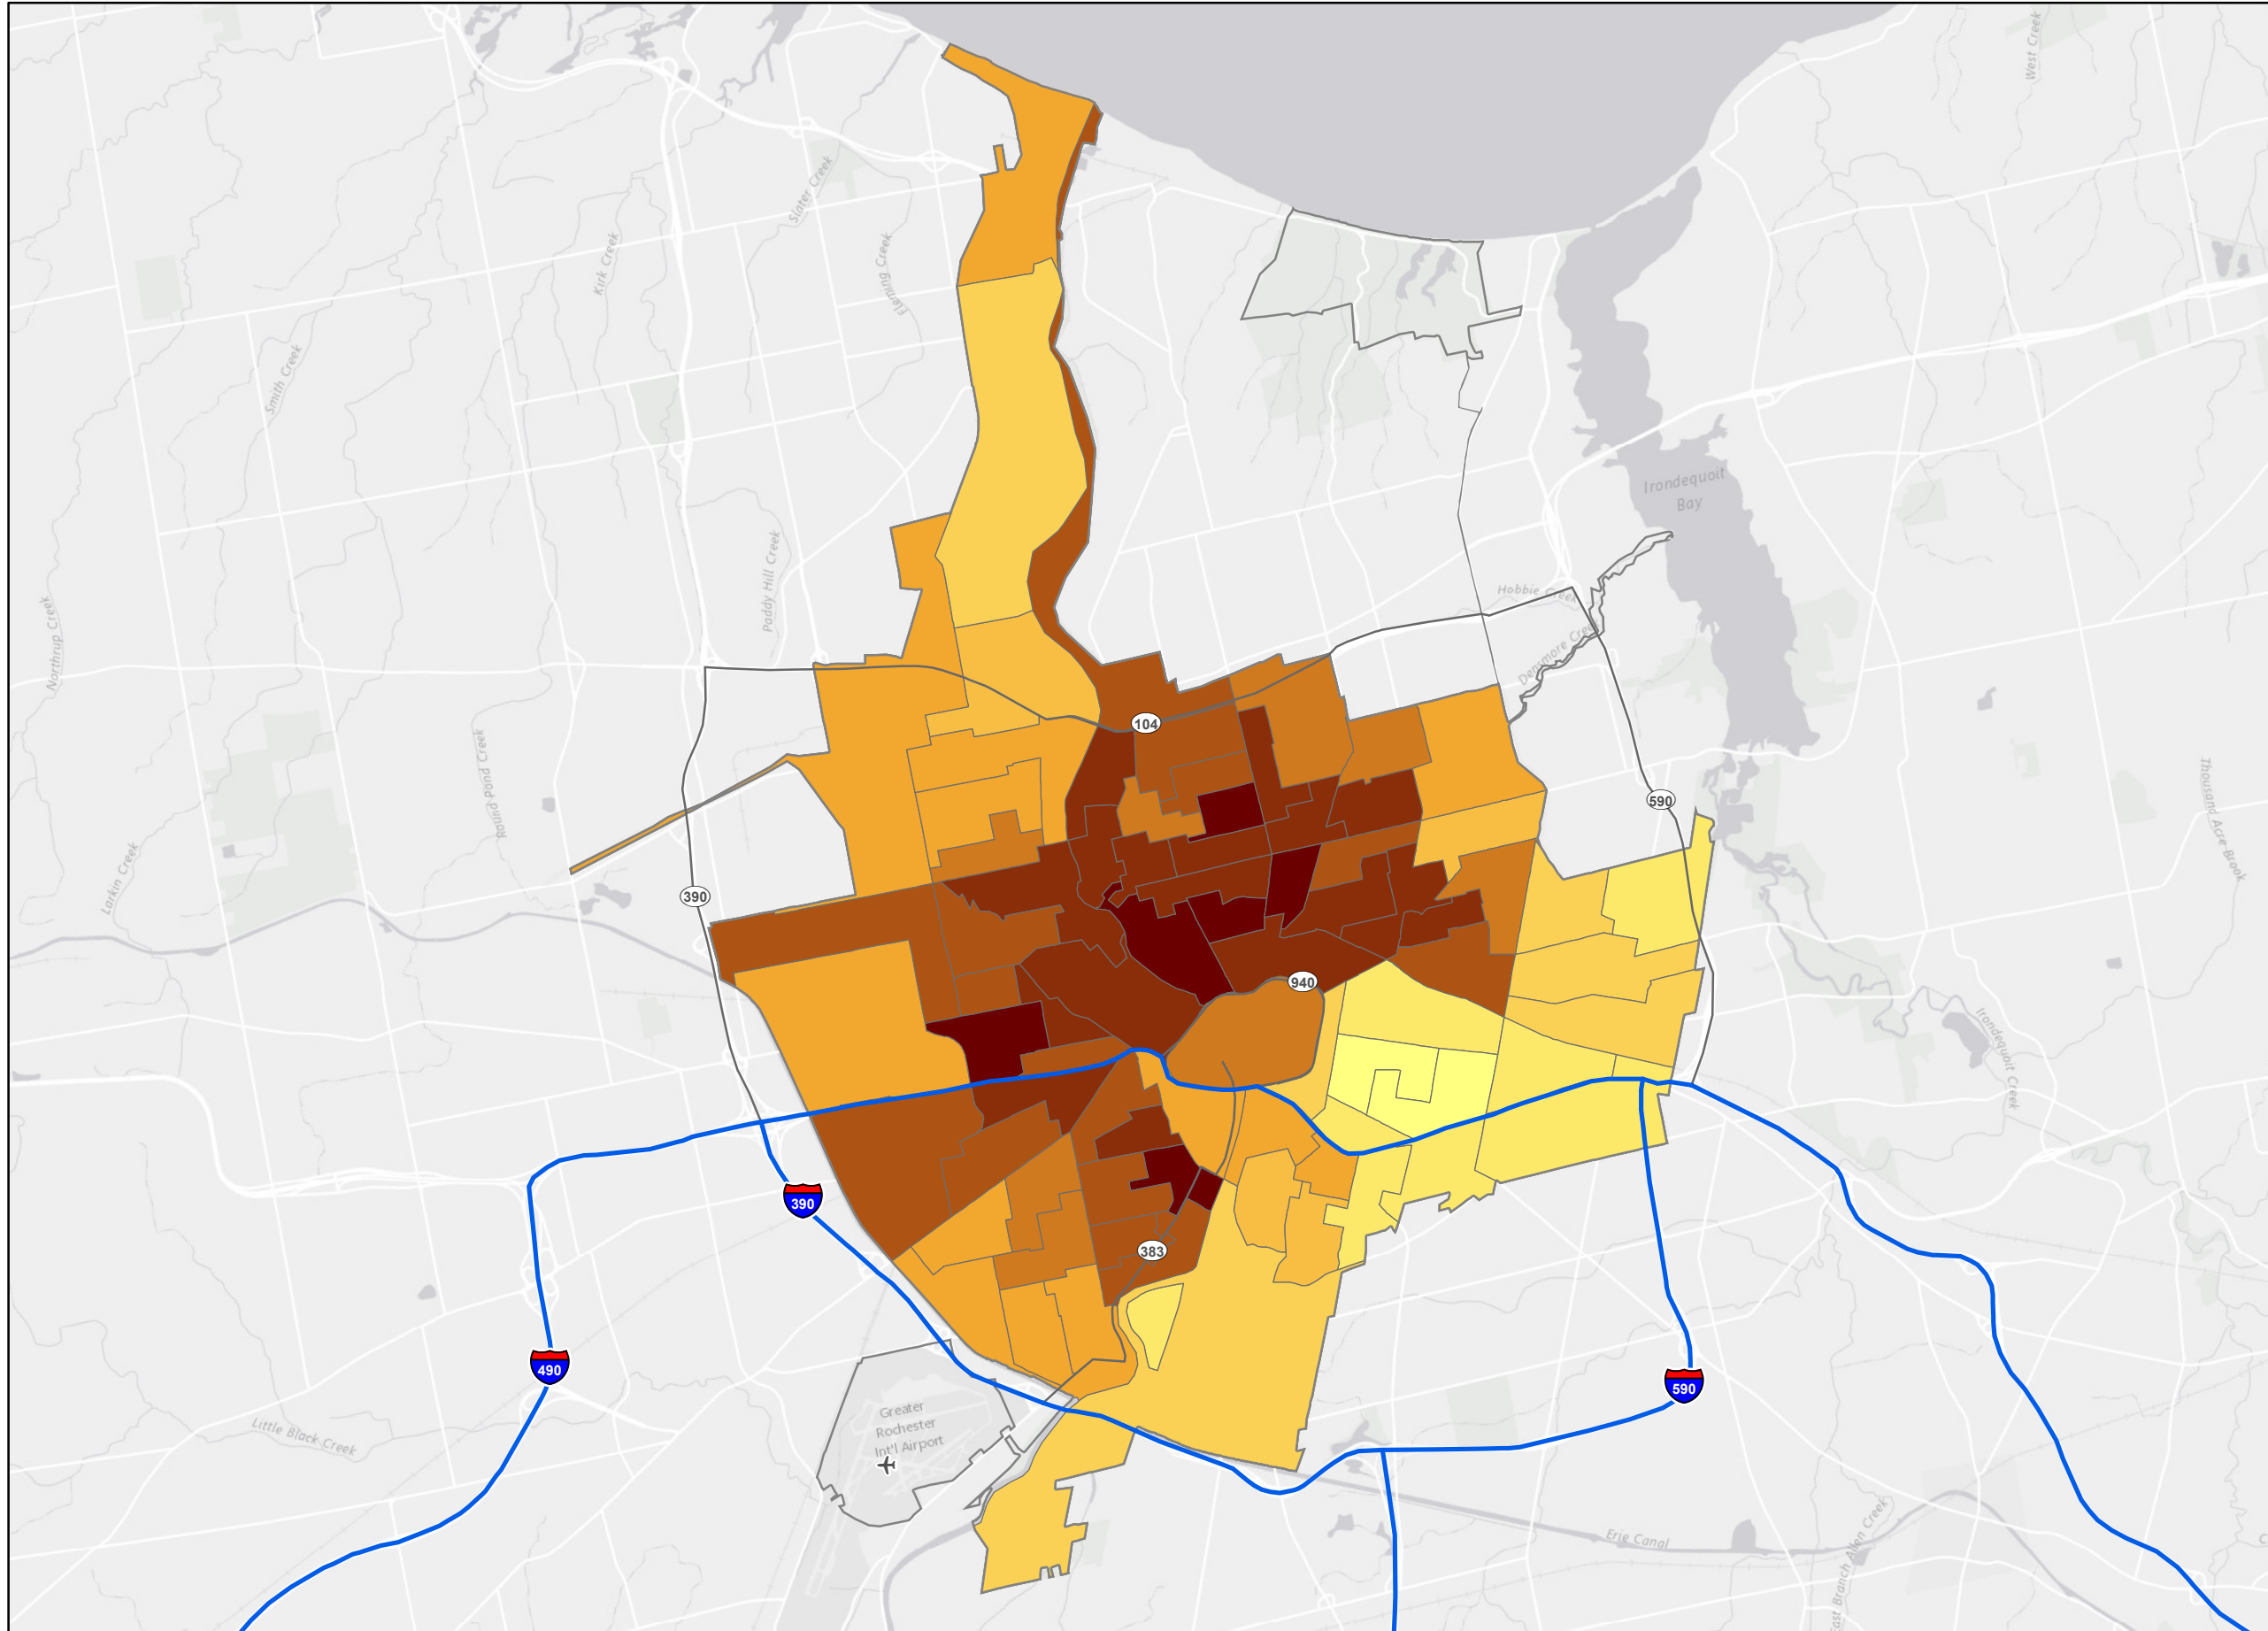 West Creek
Slater Creek
Kirk Creek
Fleming Creek
Smith Creek
Irondequoit
Bay
Paddy Hill Creek
Hobbie Creek
Northrup Creek
Densmore Creek
104
Round Pond Creek
590
Thousand Acre Brook
Larkin Creek
390
940
Irondequoit Creek
390
383
490
590
Greater
Rochester
Int'l Airport
Little Black Creek
Erie Canal
East Branch Allen Creek